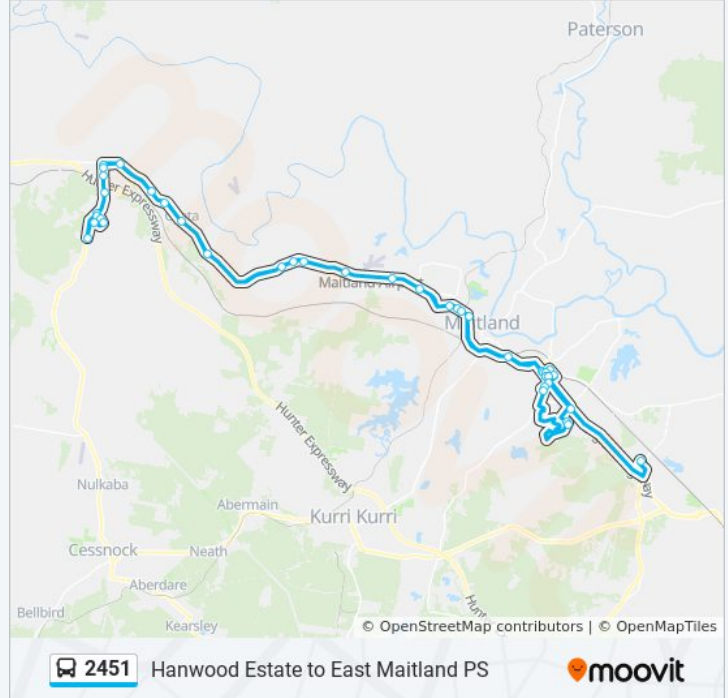 Paterson
Hunter Expressway
Maitland Airport
Maitland
Hunter Expressway
Nulkaba
Abermain
Kurri Kurri
Cessnock
Neath
Aberdare
Bellbird
Kearsley
© OpenStreetMap contributors | © OpenMapTiles
2451 Hanwood Estate to East Maitland PS
moovit